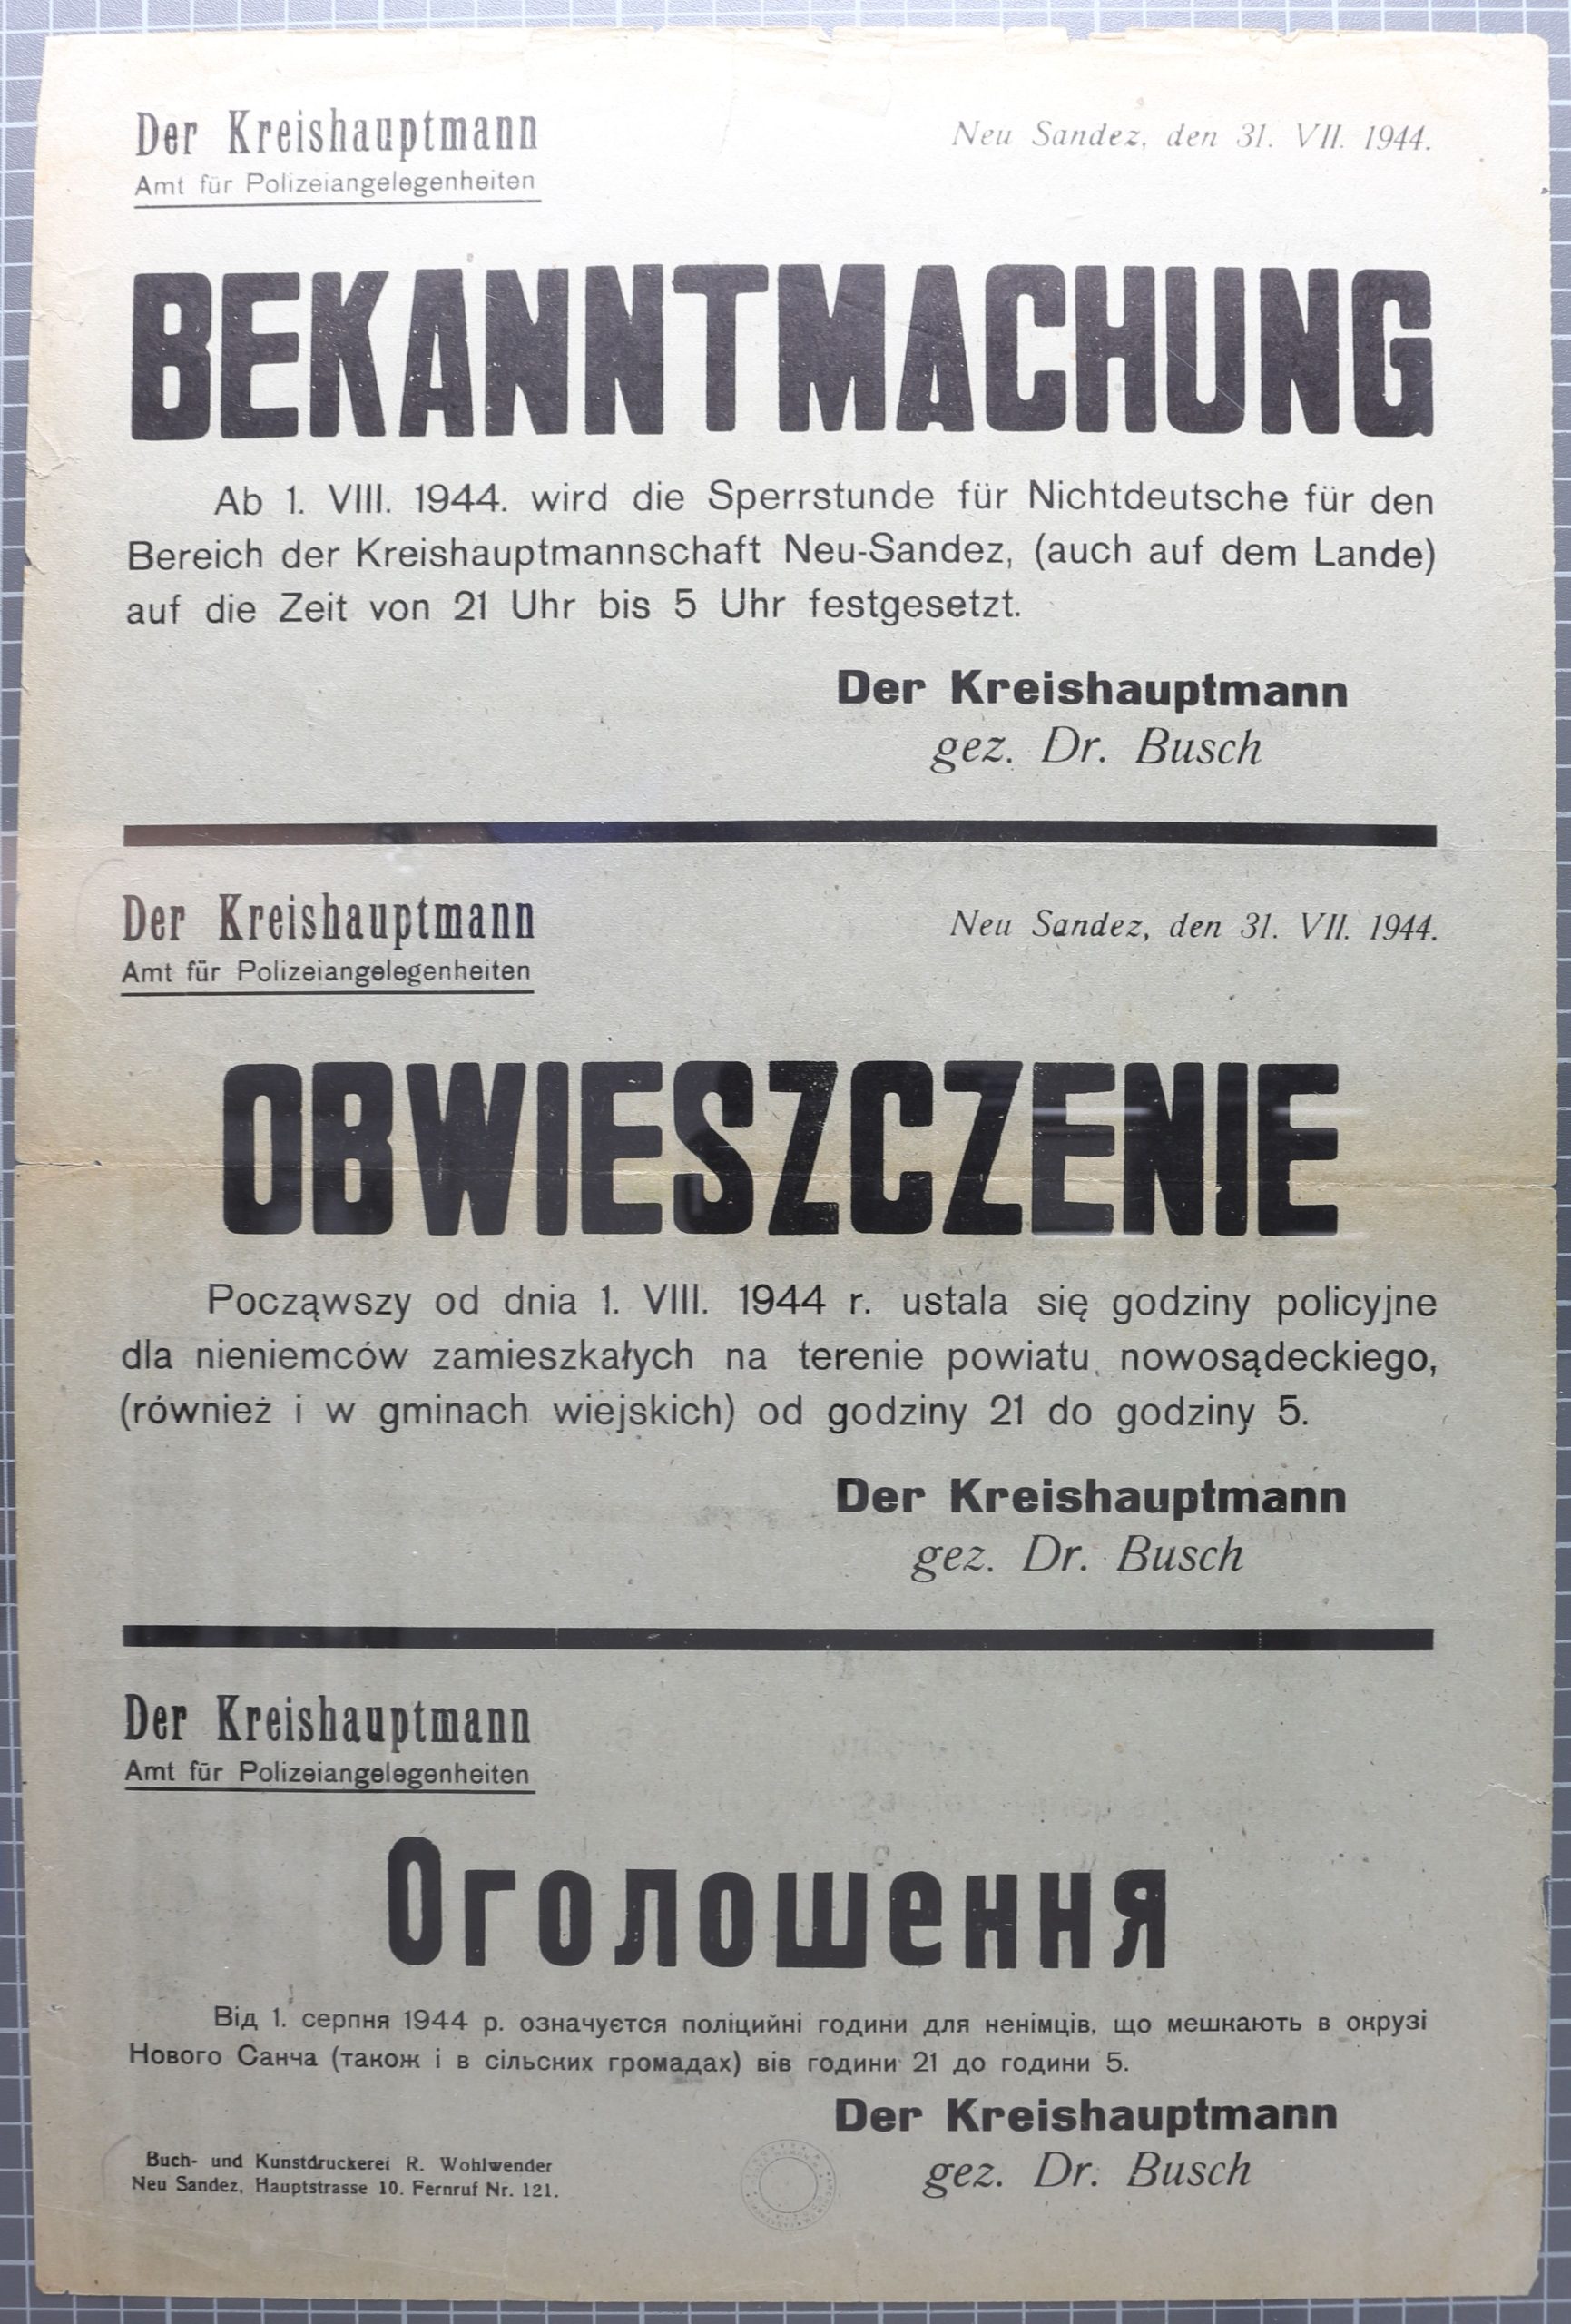 Der Kreishauptmann
Amt für Polizeiangelegenheiten
Neu Sandez, den 31. VII. 1944.
BEKANNTMACHUNG
Ab 1. VIII. 1944. wird die Sperrstunde für Nichtdeutsche für den
Bereich der Kreishauptmannschaft Neu-Sandez, (auch auf dem Lande)
auf die Zeit von 21 Uhr bis 5 Uhr festgesetzt.
Der Kreishauptmann
gez. Dr. Busch
Der Kreishauptmann
Amt für Polizeiangelegenheiten
Neu Sandez, den 31. VII. 1944.
OBWIESZCZENIE
Począwszy od dnia 1. VIII. 1944 r. ustala się godziny policyjne
dla nieniemców zamieszkałych na terenie powiatu nowosądeckiego,
(również i w gminach wiejskich) od godziny 21 do godziny 5.
Der Kreishauptmann
gez. Dr. Busch
Der Kreishauptmann
Amt für Polizeiangelegenheiten
Оголошення
Від 1. серпня 1944 р. означуєтся поліцийні години для ненімців, що мешкають в окрузі
Нового Санча (також і в сільских громадах) вів години 21 до години 5.
Der Kreishauptmann
gez. Dr. Busch
Buch- und Kunstdruckerei R. Wohlwender
Neu Sandez, Hauptstrasse 10. Fernruf Nr. 121.